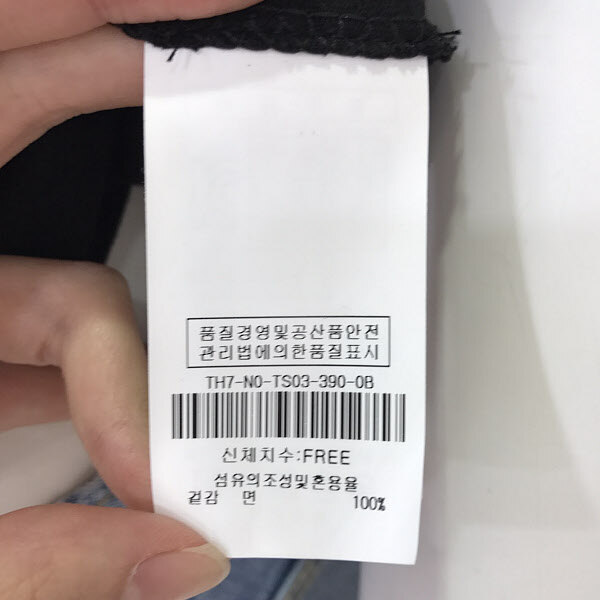 품질경영및공산품안전
관리법에의한품질표시
TH7-NO-TS03-390-0B
신체치수:FREE
섬유의조성및혼용율
겉감 면 100%